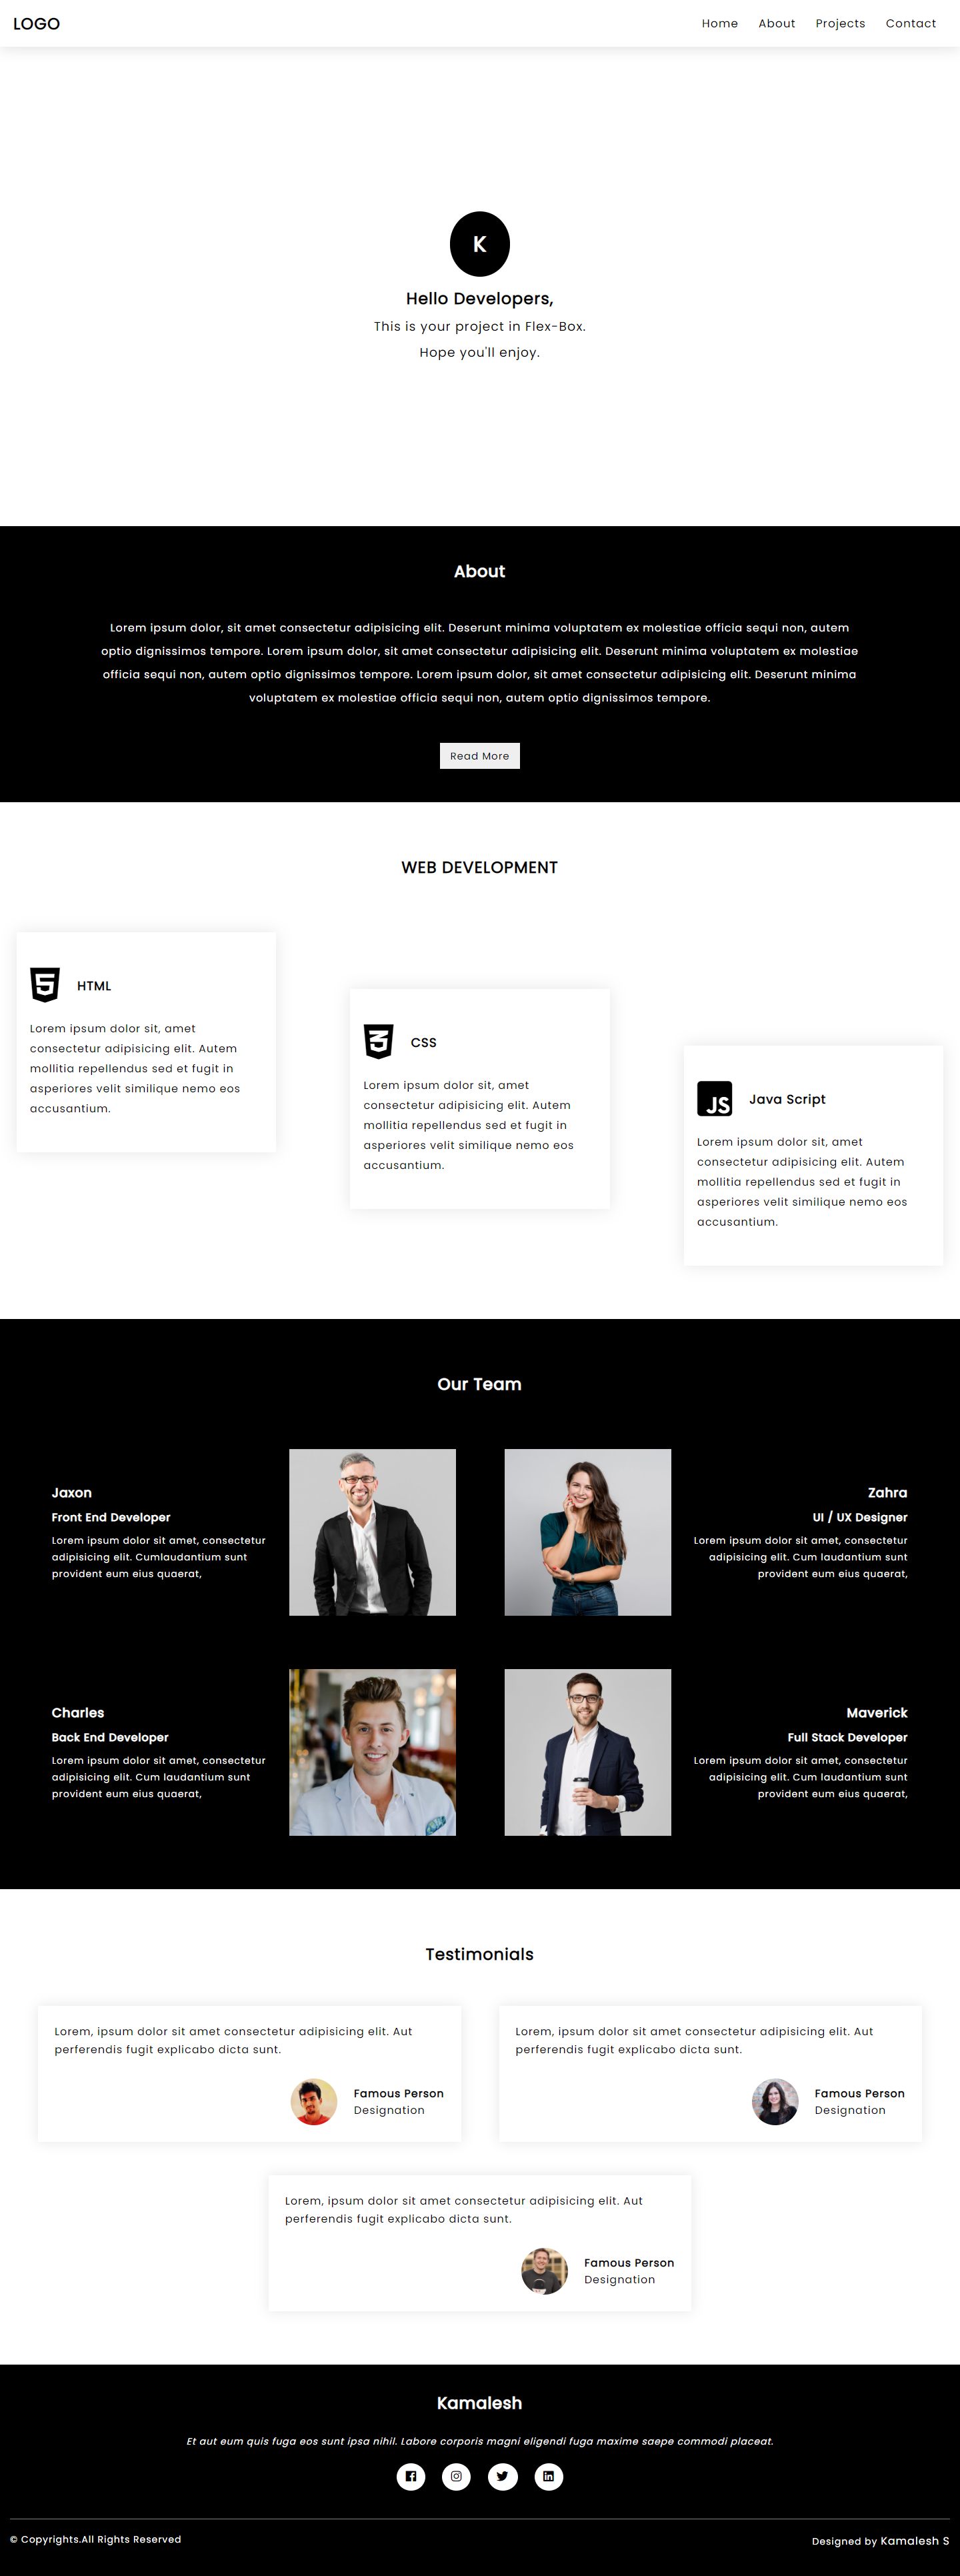 LOGO
Home About Projects Contact
K
Hello Developers,
This is your project in Flex-Box.
Hope you'll enjoy.
About
Lorem ipsum dolor, sit amet consectetur adipisicing elit. Deserunt minima voluptatem ex molestiae officia sequi non, autem
optio dignissimos tempore. Lorem ipsum dolor, sit amet consectetur adipisicing elit. Deserunt minima voluptatem ex molestiae
officia sequi non, autem optio dignissimos tempore. Lorem ipsum dolor, sit amet consectetur adipisicing elit. Deserunt minima
voluptatem ex molestiae officia sequi non, autem optio dignissimos tempore.
Read More
WEB DEVELOPMENT
HTML
Lorem ipsum dolor sit, amet
consectetur adipisicing elit. Autem
mollitia repellendus sed et fugit in
asperiores velit similique nemo eos
accusantium.
CSS
Lorem ipsum dolor sit, amet
consectetur adipisicing elit. Autem
mollitia repellendus sed et fugit in
asperiores velit similique nemo eos
accusantium.
JS
Java Script
Lorem ipsum dolor sit, amet
consectetur adipisicing elit. Autem
mollitia repellendus sed et fugit in
asperiores velit similique nemo eos
accusantium.
Our Team
Jaxon
Front End Developer
Lorem ipsum dolor sit amet, consectetur
adipisicing elit. Cumlaudantium sunt
provident eum eius quaerat,
Zahra
UI / UX Designer
Lorem ipsum dolor sit amet, consectetur
adipisicing elit. Cum laudantium sunt
provident eum eius quaerat,
Charles
Back End Developer
Lorem ipsum dolor sit amet, consectetur
adipisicing elit. Cum laudantium sunt
provident eum eius quaerat,
Maverick
Full Stack Developer
Lorem ipsum dolor sit amet, consectetur
adipisicing elit. Cum laudantium sunt
provident eum eius quaerat,
Testimonials
Lorem, ipsum dolor sit amet consectetur adipisicing elit. Aut
perferendis fugit explicabo dicta sunt.
Famous Person
Designation
Lorem, ipsum dolor sit amet consectetur adipisicing elit. Aut
perferendis fugit explicabo dicta sunt.
Famous Person
Designation
Lorem, ipsum dolor sit amet consectetur adipisicing elit. Aut
perferendis fugit explicabo dicta sunt.
Famous Person
Designation
Kamalesh
Et aut eum quis fuga eos sunt ipsa nihil. Labore corporis magni eligendi fuga maxime saepe commodi placeat.
© Copyrights.All Rights Reserved
Designed by Kamalesh S